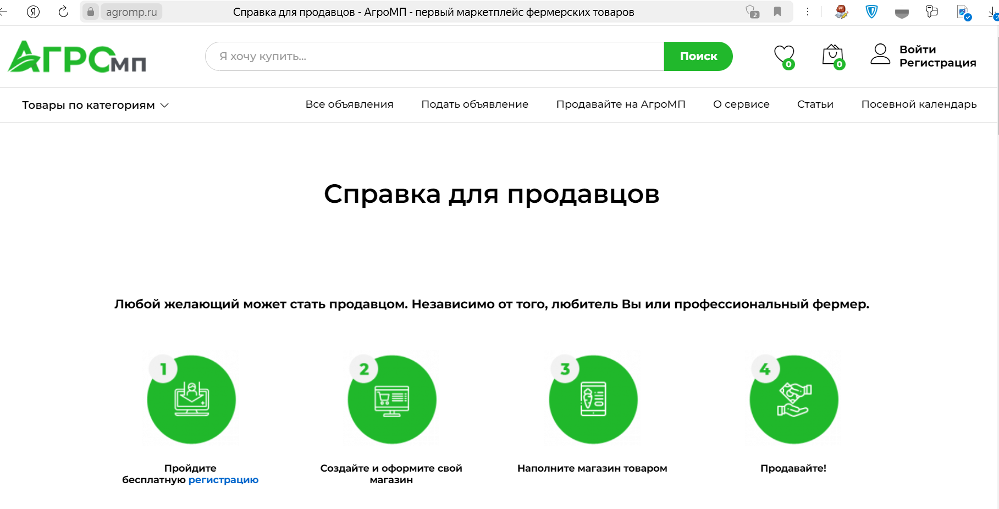 agromp.ru
Справка для продавцов - АгроМП - первый маркетплейс фермерских товаров
2
2
АГРОМП
Я хочу купить...
Поиск
0
0
Войти
Регистрация
Товары по категориям
Все объявления
Подать объявление
Продавайте на АгроМП
О сервисе
Статьи
Посевной календарь
Справка для продавцов
Любой желающий может стать продавцом. Независимо от того, любитель Вы или профессиональный фермер.
1
2
3
4
Пройдите
бесплатную регистрацию
Создайте и оформите свой
магазин
Наполните магазин товаром
Продавайте!